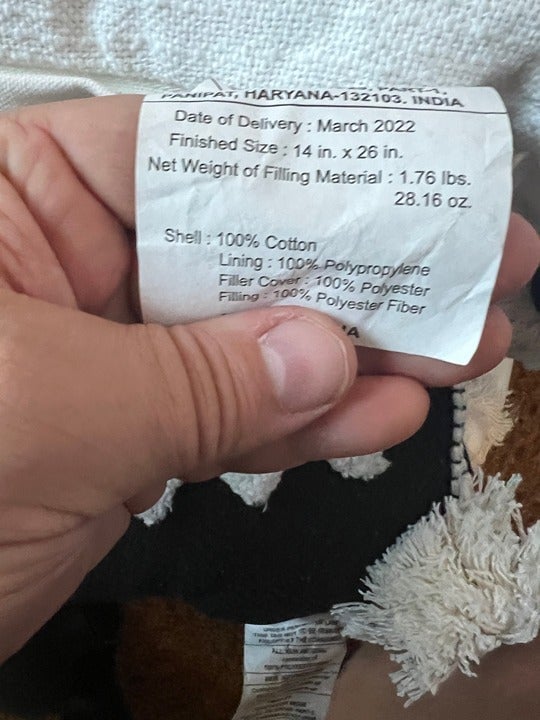 PANIPAT, HARYANA-132103. INDIA
Date of Delivery : March 2022
Finished Size : 14 in. x 26 in.
Net Weight of Filling Material : 1.76 lbs.
28.16 oz.
Shell : 100% Cotton
Lining : 100% Polypropylene
Filler Cover : 100% Polyester
Filling : 100% Polyester Fiber